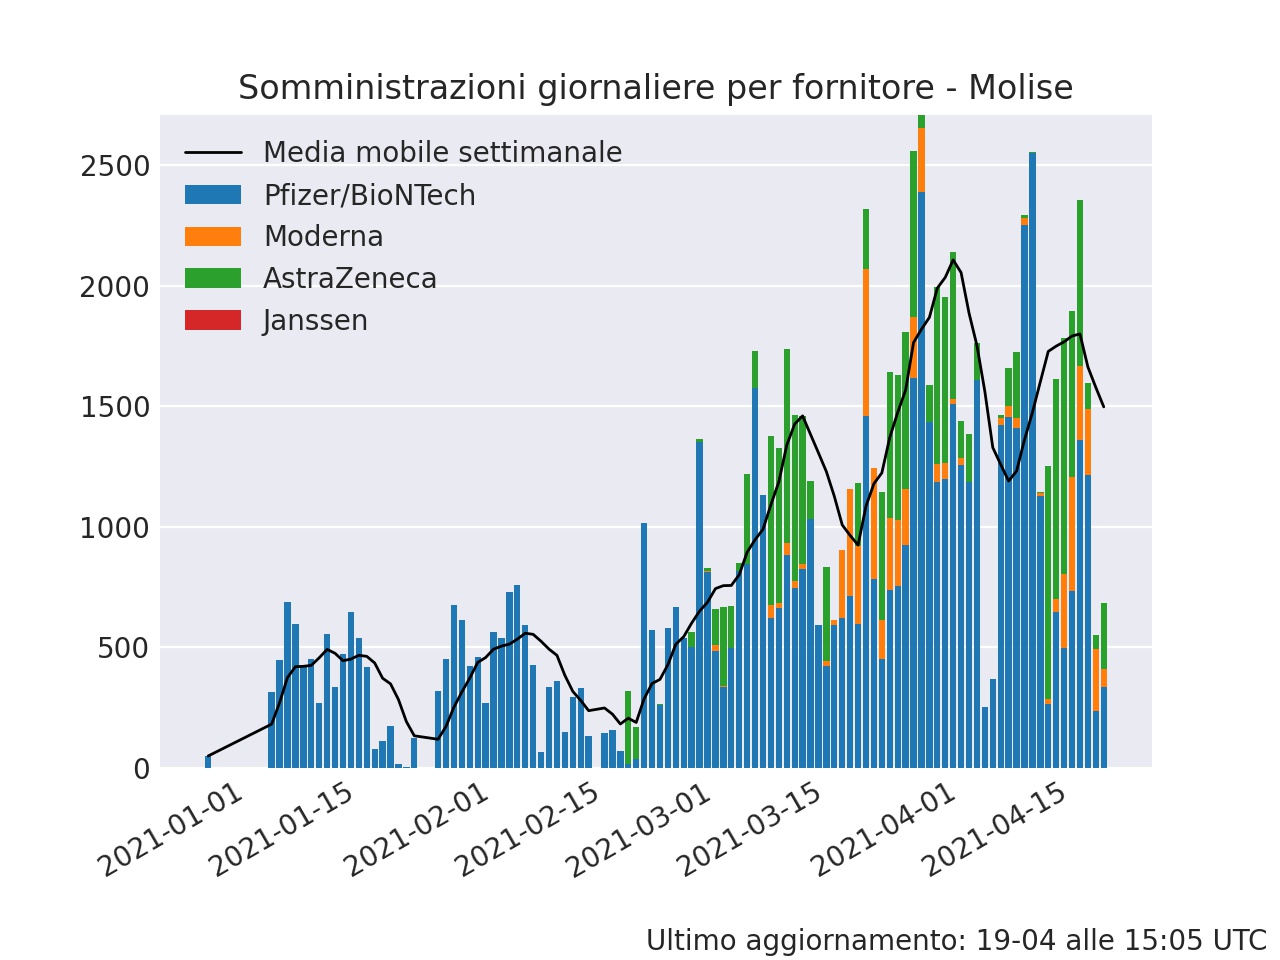 Somministrazioni giornaliere per fornitore - Molise
Media mobile settimanale
Pfizer/BioNTech
Moderna
AstraZeneca
Janssen
2500
2000
1500
1000
500
0
2021-01-01
2021-01-15
2021-02-01
2021-02-15
2021-03-01
2021-03-15
2021-04-01
2021-04-15
Ultimo aggiornamento: 19-04 alle 15:05 UTC